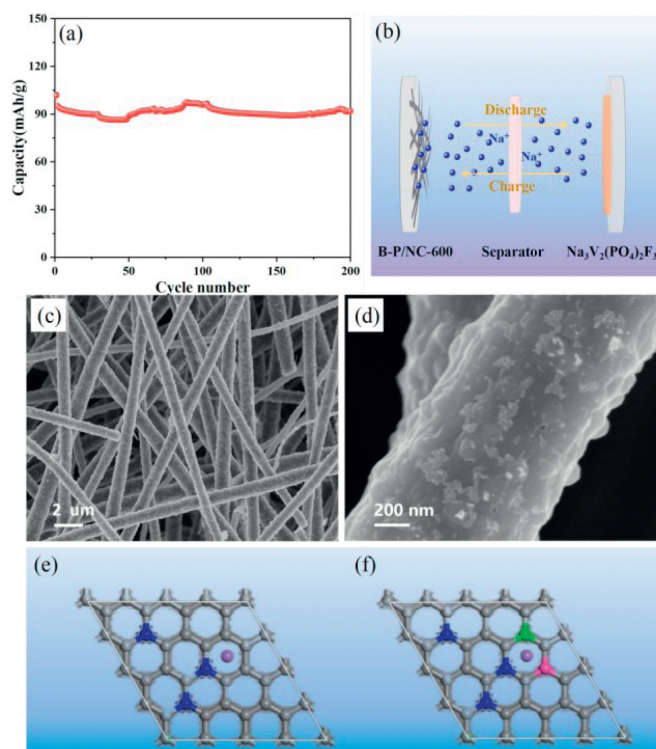 (a)
150
120
90
60
30
0
Capacity(mAh/g)
0 50 100 150 200
Cycle number
(b)
Discharge
Na⁺
Na⁺
Charge
B-P/NC-600 Separator Na₃V₂(PO₄)₂F₃
(c)
2 um
(d)
200 nm
(e)
(f)